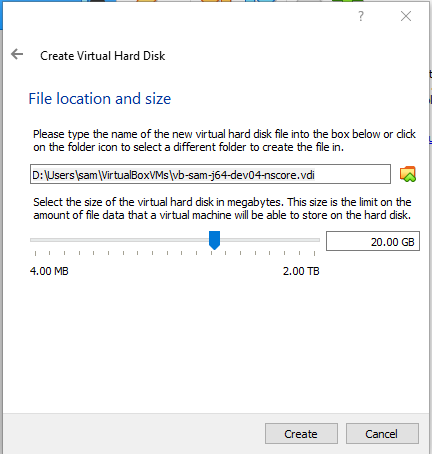 Create Virtual Hard Disk
File location and size
Please type the name of the new virtual hard disk file into the box below or click
on the folder icon to select a different folder to create the file in.
D:\Users\sam\VirtualBoxVMs\vb-sam-j64-dev04-nscore.vdi
Select the size of the virtual hard disk in megabytes. This size is the limit on the
amount of file data that a virtual machine will be able to store on the hard disk.
20.00 GB
4.00 MB 2.00 TB
Create Cancel